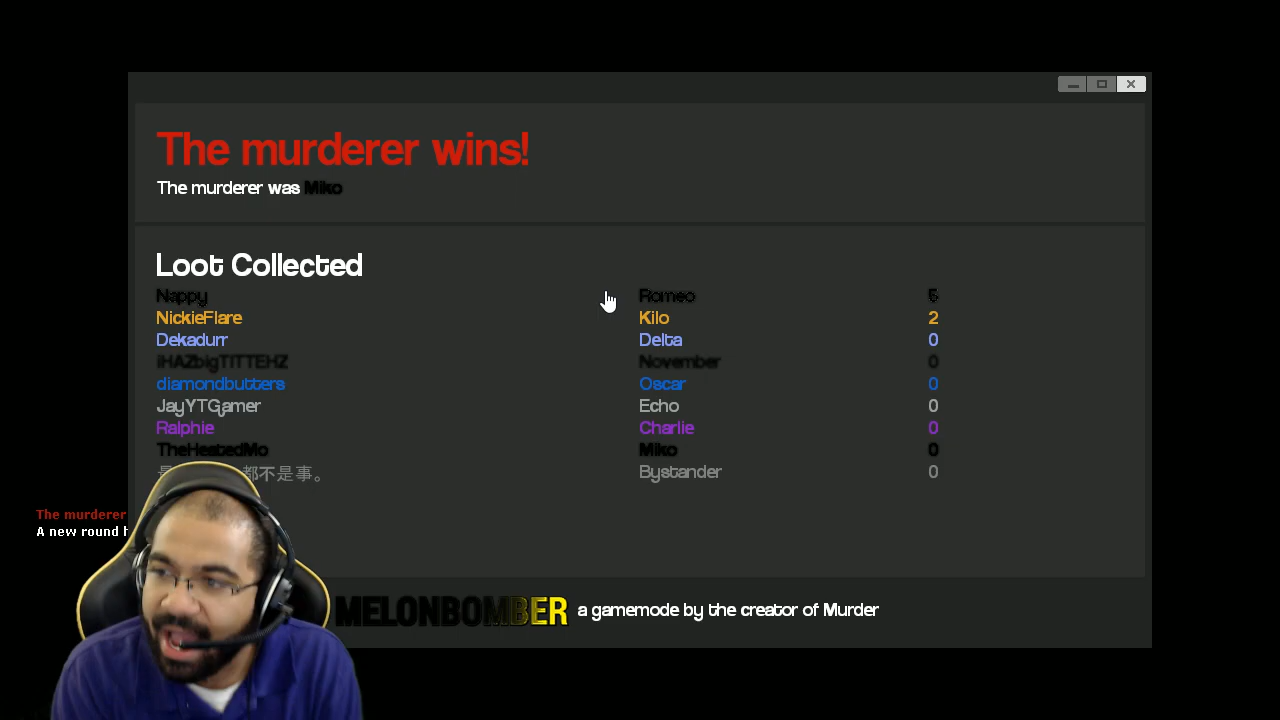 The murderer wins!
The murderer was Miko
Loot Collected
Nappy Romeo 6
NickieFlare Kilo 2
Dekadurr Delta 0
iHAZbigTITTEHZ November 0
diamondbutters Oscar 0
JayYTGamer Echo 0
Ralphie Charlie 0
TheHeatedMo Miko 0
都不是事。 Bystander 0
The murderer
A new round h
MELONBOMBER a gamemode by the creator of Murder